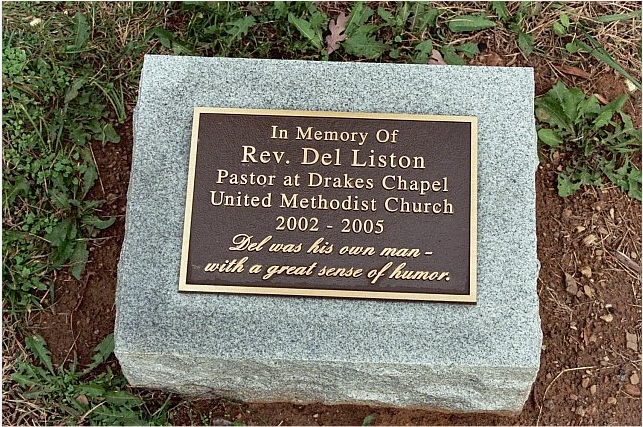 In Memory Of
Rev. Del Liston
Pastor at Drakes Chapel
United Methodist Church
2002 - 2005
Del was his own man -
with a great sense of humor.